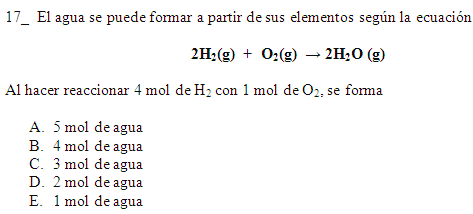 17_ El agua se puede formar a partir de sus elementos según la ecuación
2H₂(g) + O₂(g) → 2H₂O (g)
Al hacer reaccionar 4 mol de H₂ con 1 mol de O₂, se forma
A. 5 mol de agua
B. 4 mol de agua
C. 3 mol de agua
D. 2 mol de agua
E. 1 mol de agua